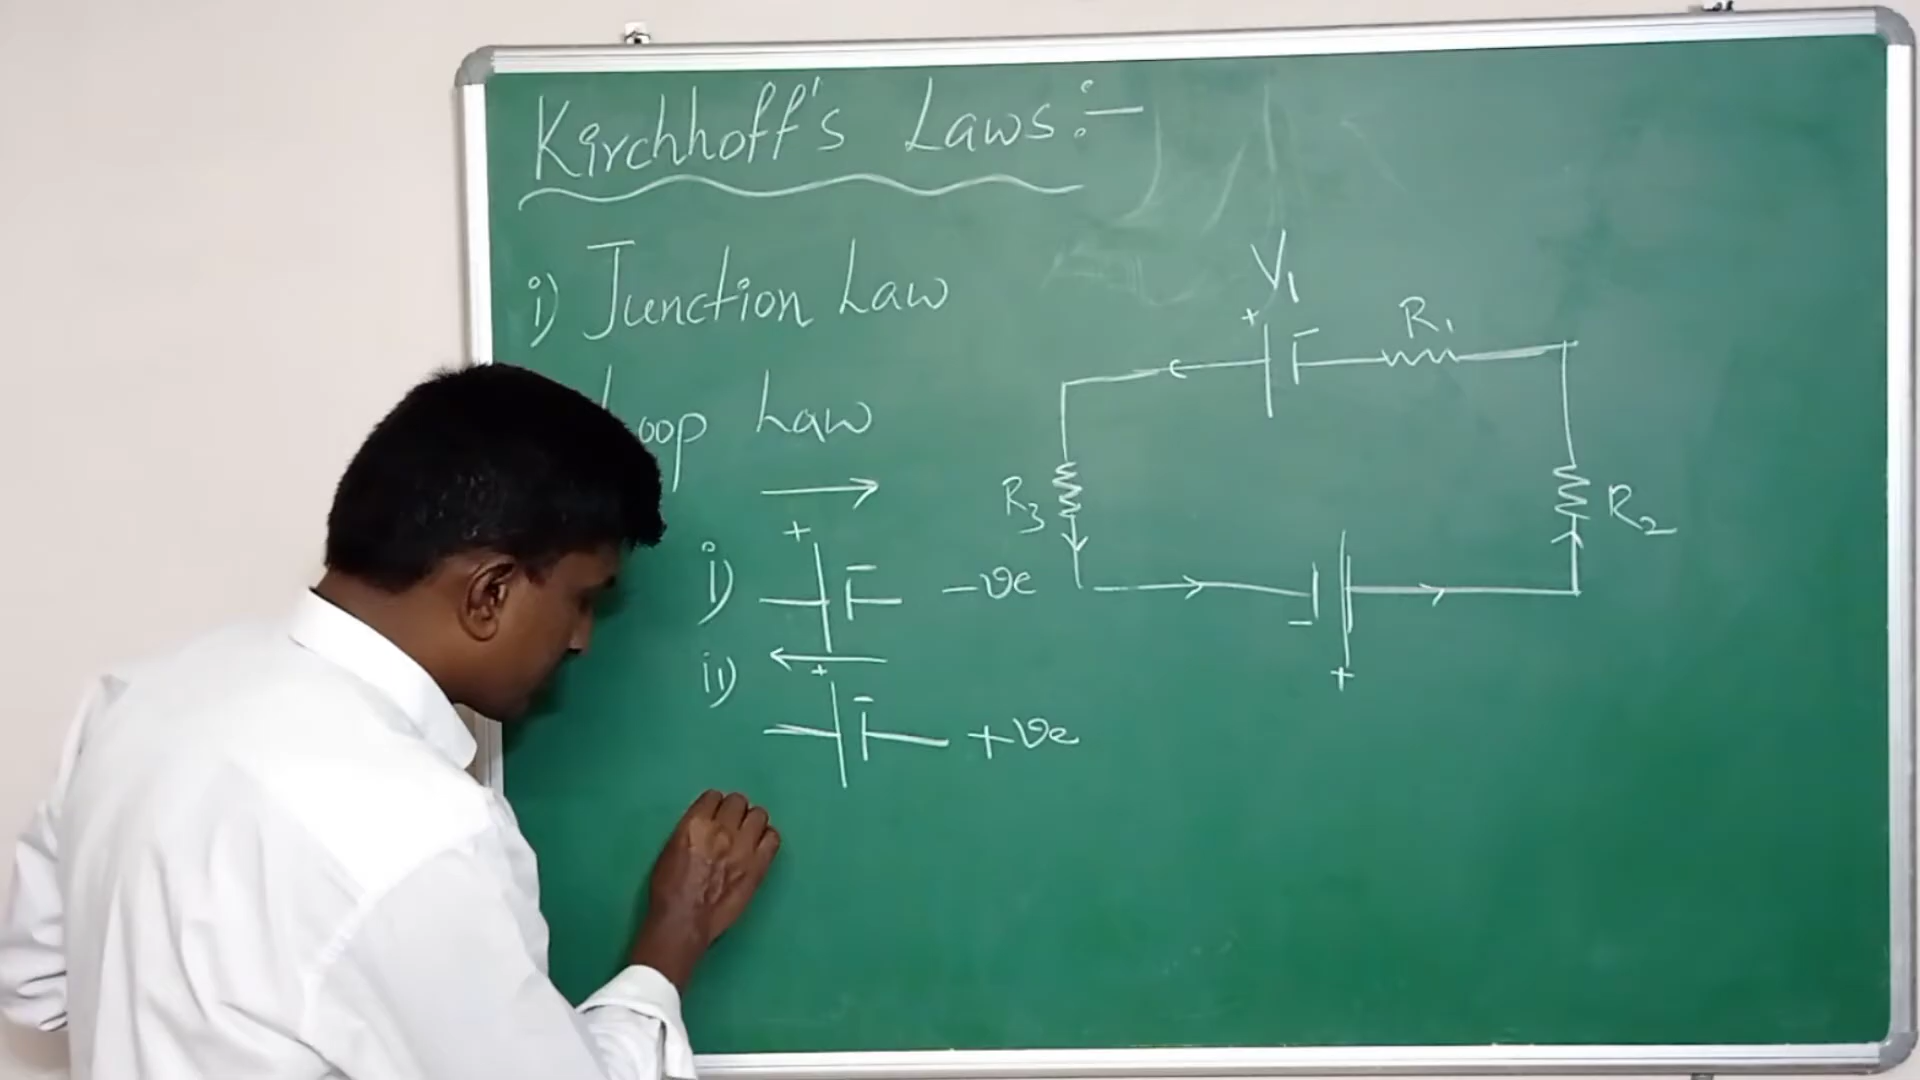 Kirchhoff's Laws :-
i) Junction Law
Loop Law
i) + - -ve
ii) + - +ve
V1
+ -
R1
R3
R2
-
+